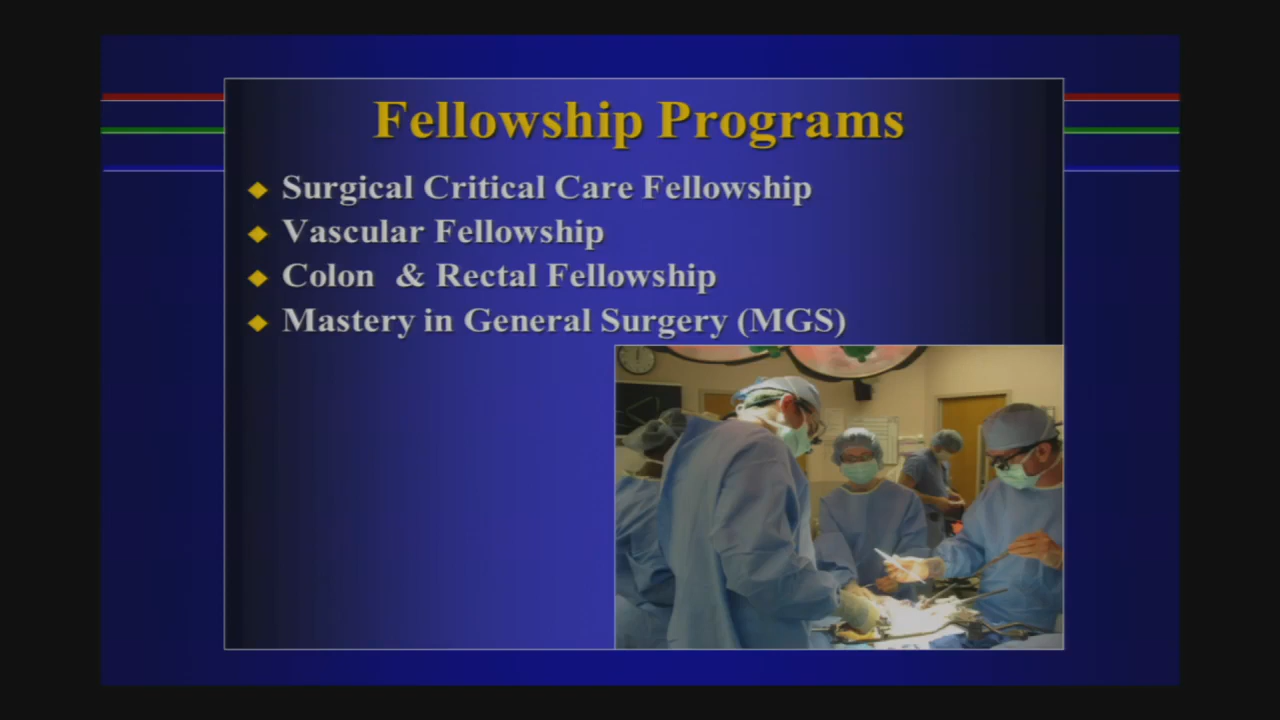 Fellowship Programs
Surgical Critical Care Fellowship
Vascular Fellowship
Colon & Rectal Fellowship
Mastery in General Surgery (MGS)